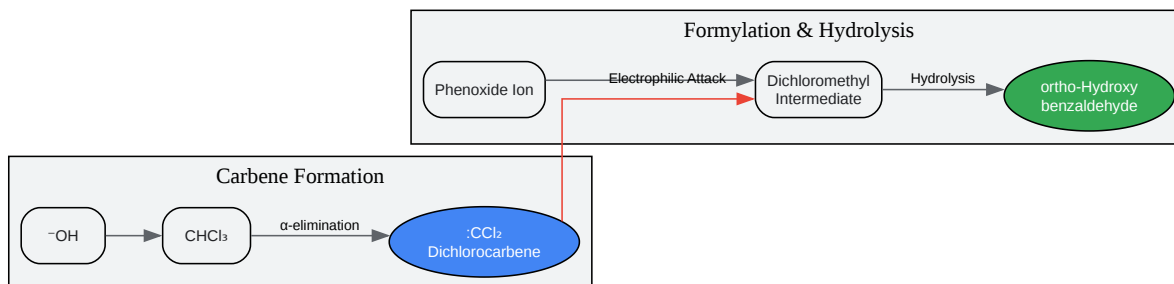 Formylation & Hydrolysis
Phenoxide Ion
Electrophilic Attack
Dichloromethyl
Intermediate
Hydrolysis
ortho-Hydroxy
benzaldehyde
Carbene Formation
⁻OH
CHCl₃
α-elimination
:CCl₂
Dichlorocarbene